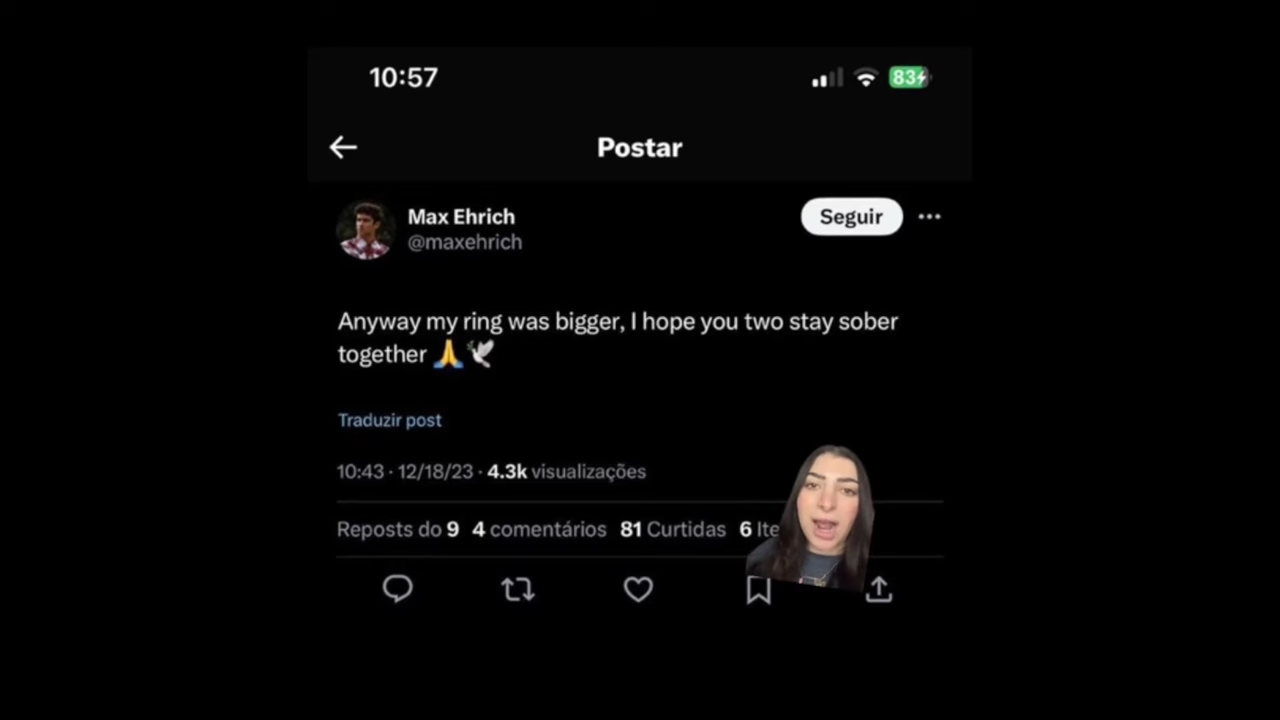 10:57
83
Postar
Max Ehrich
Seguir
@maxehrich
Anyway my ring was bigger, I hope you two stay sober
together 🙏🕊
Traduzir post
10:43 · 12/18/23 · 4.3k visualizações
Reposts do 9 4 comentários 81 Curtidas 6 Ite